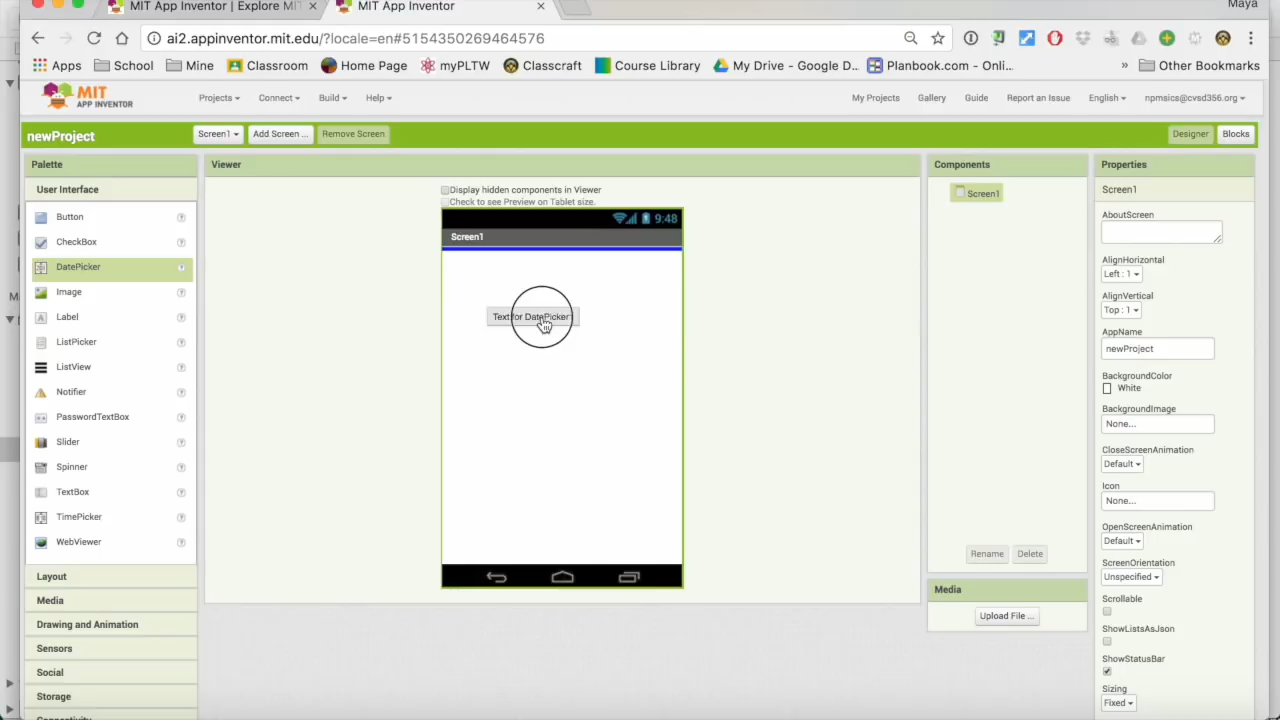 MIT App Inventor | Explore MIT
MIT App Inventor
Maya
ai2.appinventor.mit.edu/?locale=en#5154350269464576
Apps
School
Mine
Classroom
Home Page
myPLTW
Classcraft
Course Library
My Drive - Google D...
Planbook.com - Onli...
»
Other Bookmarks
MIT
APP INVENTOR
Projects
Connect
Build
Help
My Projects
Gallery
Guide
Report an Issue
English
npmsics@cvsd356.org
newProject
Screen1
Add Screen ...
Remove Screen
Designer
Blocks
Palette
User Interface
Button
CheckBox
DatePicker
Image
Label
ListPicker
ListView
Notifier
PasswordTextBox
Slider
Spinner
TextBox
TimePicker
WebViewer
Layout
Media
Drawing and Animation
Sensors
Social
Storage
Connectivity
Viewer
Display hidden components in Viewer
Check to see Preview on Tablet size.
9:48
Screen1
Text for DatePicker1
Components
Screen1
Rename
Delete
Media
Upload File ...
Properties
Screen1
AboutScreen
AlignHorizontal
Left : 1
AlignVertical
Top : 1
AppName
newProject
BackgroundColor
White
BackgroundImage
None...
CloseScreenAnimation
Default
Icon
None...
OpenScreenAnimation
Default
ScreenOrientation
Unspecified
Scrollable
ShowListsAsJson
ShowStatusBar
Sizing
Fixed